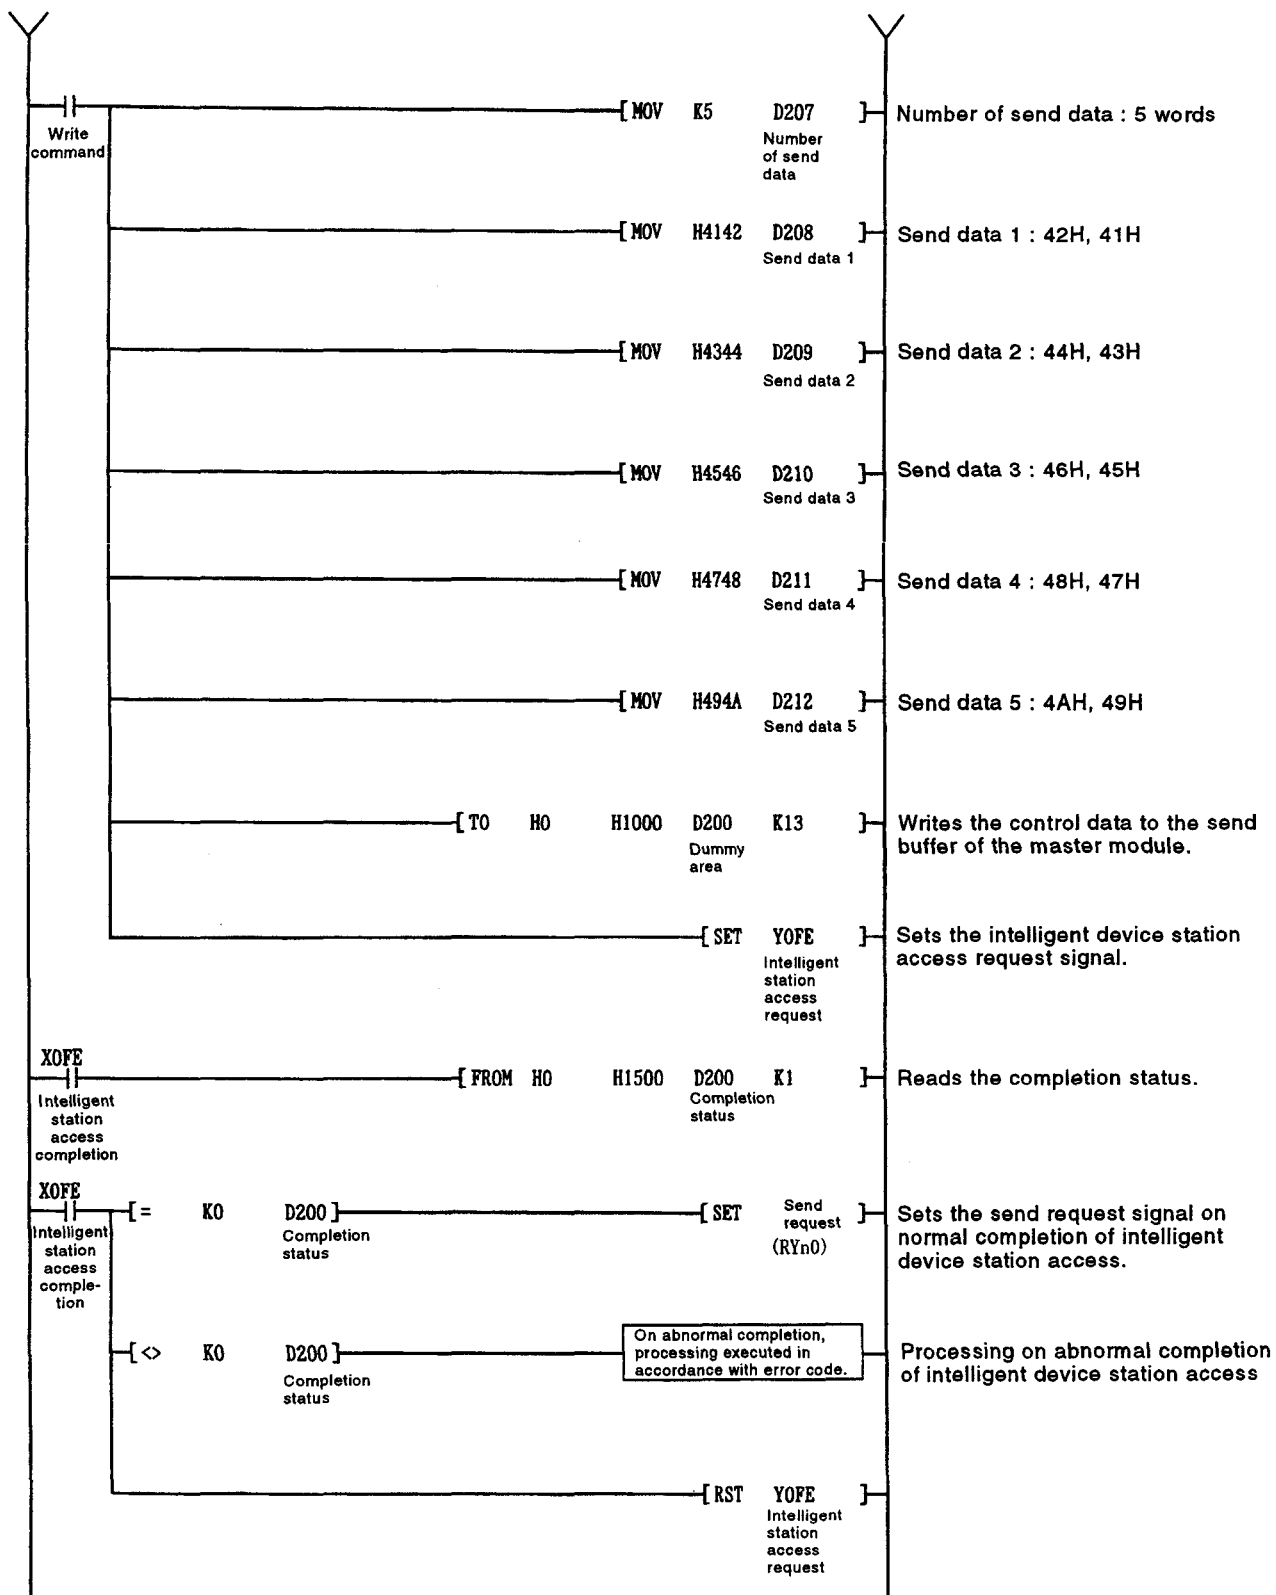 [ MOV K5 D207 ] Number of send data : 5 words
Write
command
Number
of send
data
[ MOV H4142 D208 ] Send data 1 : 42H, 41H
Send data 1
[ MOV H4344 D209 ] Send data 2 : 44H, 43H
Send data 2
[ MOV H4546 D210 ] Send data 3 : 46H, 45H
Send data 3
[ MOV H4748 D211 ] Send data 4 : 48H, 47H
Send data 4
[ MOV H494A D212 ] Send data 5 : 4AH, 49H
Send data 5
[ TO H0 H1000 D200 K13 ] Writes the control data to the send
buffer of the master module.
Dummy
area
[ SET Y0FE ] Sets the intelligent device station
access request signal.
Intelligent
station
access
request
X0FE
[ FROM H0 H1500 D200 K1 ] Reads the completion status.
Intelligent
station
access
completion
Completion
status
X0FE
[ = K0 D200 ] [ SET Send
request
(RYn0) ] Sets the send request signal on
normal completion of intelligent
device station access.
Intelligent
station
access
comple-
tion
Completion
status
[ <> K0 D200 ] On abnormal completion,
processing executed in
accordance with error code.
Processing on abnormal completion
of intelligent device station access
Completion
status
[ RST Y0FE ]
Intelligent
station
access
request